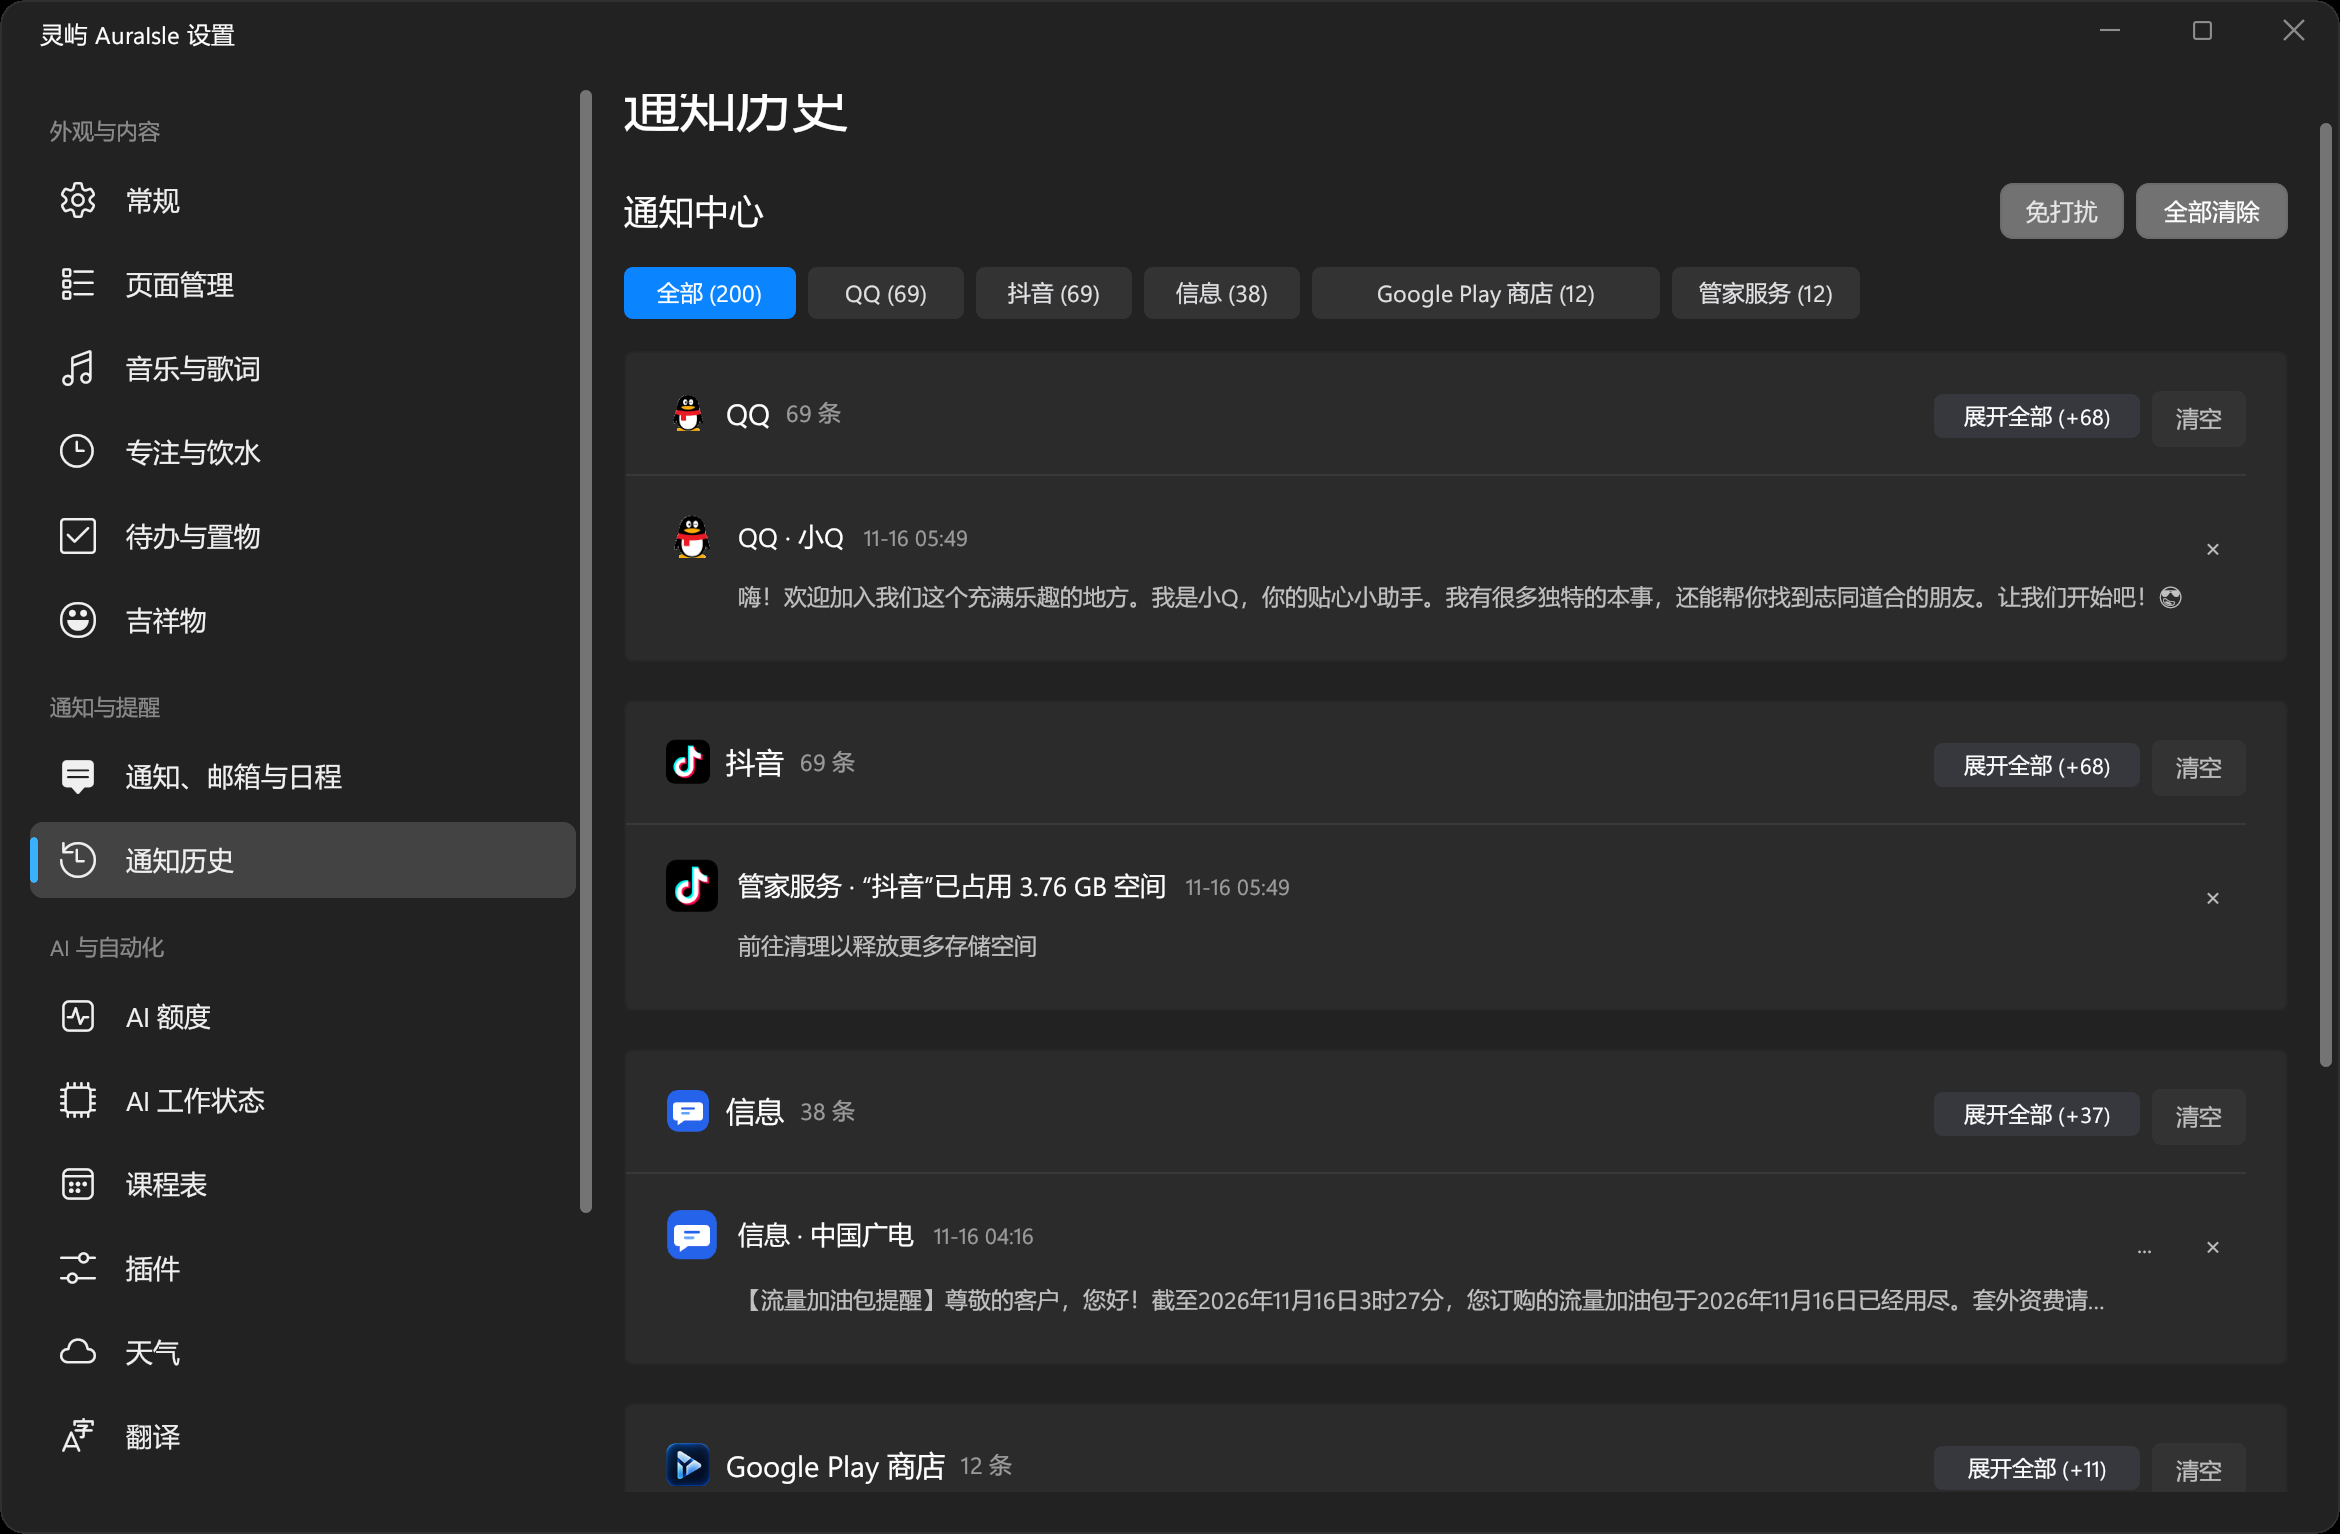 灵屿 AuraIsle 设置
外观与内容
常规
页面管理
音乐与歌词
专注与饮水
待办与置物
吉祥物
通知与提醒
通知、邮箱与日程
通知历史
AI 与自动化
AI 额度
AI 工作状态
课程表
插件
天气
翻译
通知历史
通知中心
免打扰
全部清除
全部 (200)
QQ (69)
抖音 (69)
信息 (38)
Google Play 商店 (12)
管家服务 (12)
QQ 69 条
展开全部 (+68)
清空
QQ · 小Q 11-16 05:49
嗨！欢迎加入我们这个充满乐趣的地方。我是小Q，你的贴心小助手。我有很多独特的本事，还能帮你找到志同道合的朋友。让我们开始吧！😎
抖音 69 条
展开全部 (+68)
清空
管家服务 · “抖音”已占用 3.76 GB 空间 11-16 05:49
前往清理以释放更多存储空间
信息 38 条
展开全部 (+37)
清空
信息 · 中国广电 11-16 04:16
...
【流量加油包提醒】尊敬的客户，您好！截至2026年11月16日3时27分，您订购的流量加油包于2026年11月16日已经用尽。套外资费请...
Google Play 商店 12 条
展开全部 (+11)
清空